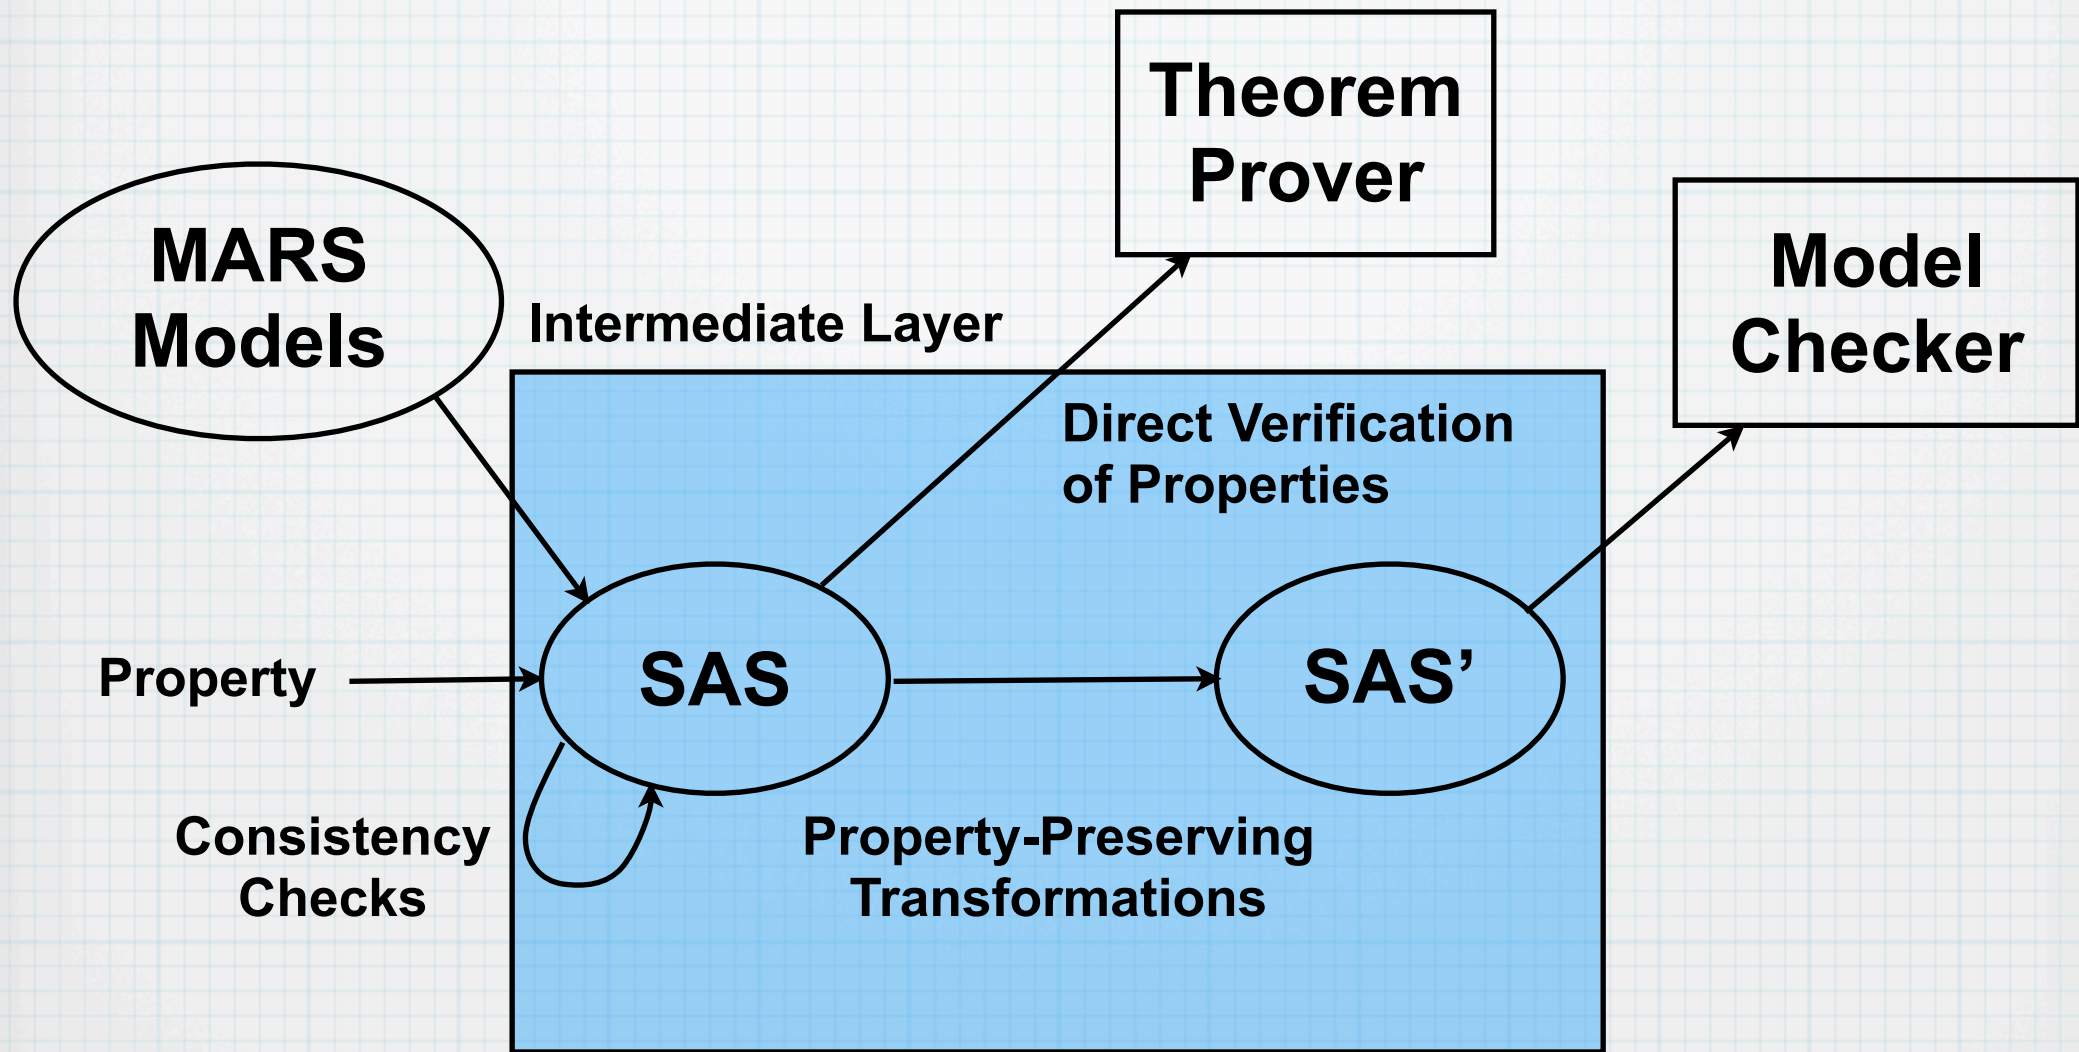 Theorem
Prover
MARS
Models
Model
Checker
Intermediate Layer
Direct Verification
of Properties
Property
SAS
SAS’
Consistency
Checks
Property-Preserving
Transformations